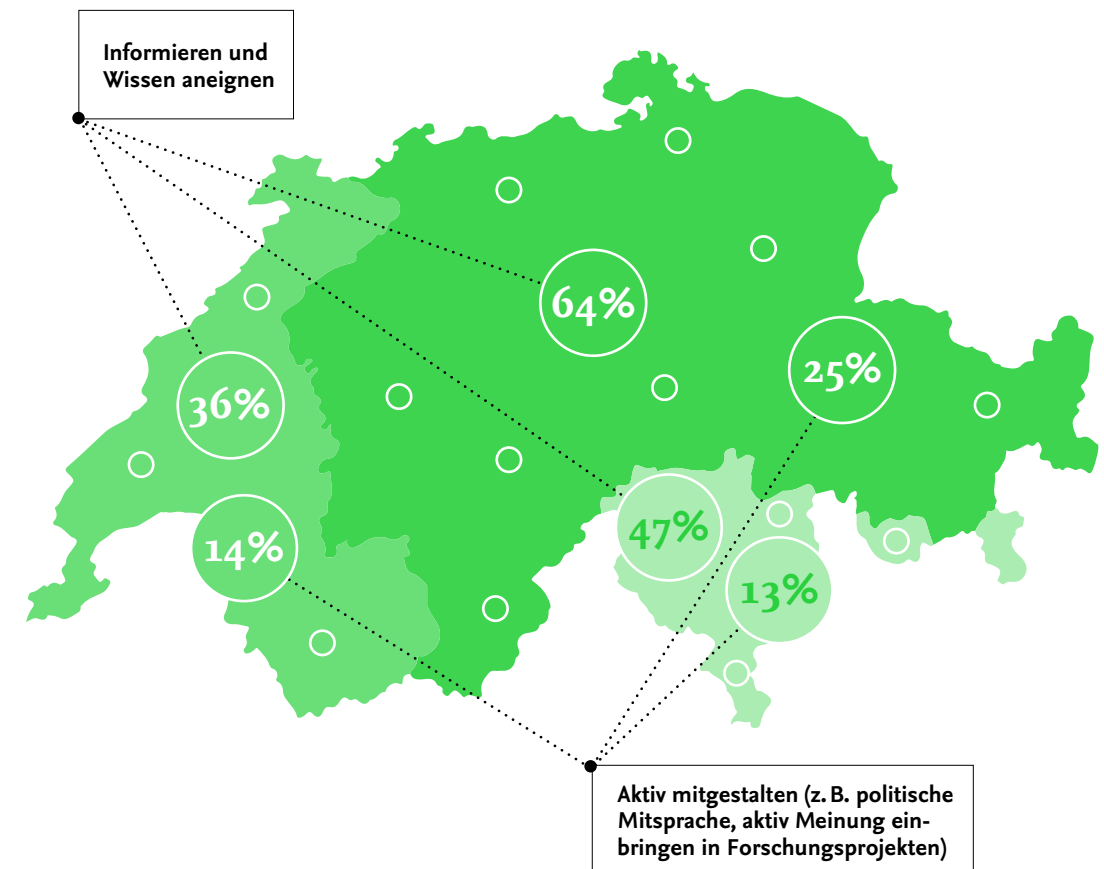 Informieren und
Wissen aneignen
64%
25%
36%
47%
14%
13%
Aktiv mitgestalten (z. B. politische
Mitsprache, aktiv Meinung ein-
bringen in Forschungsprojekten)